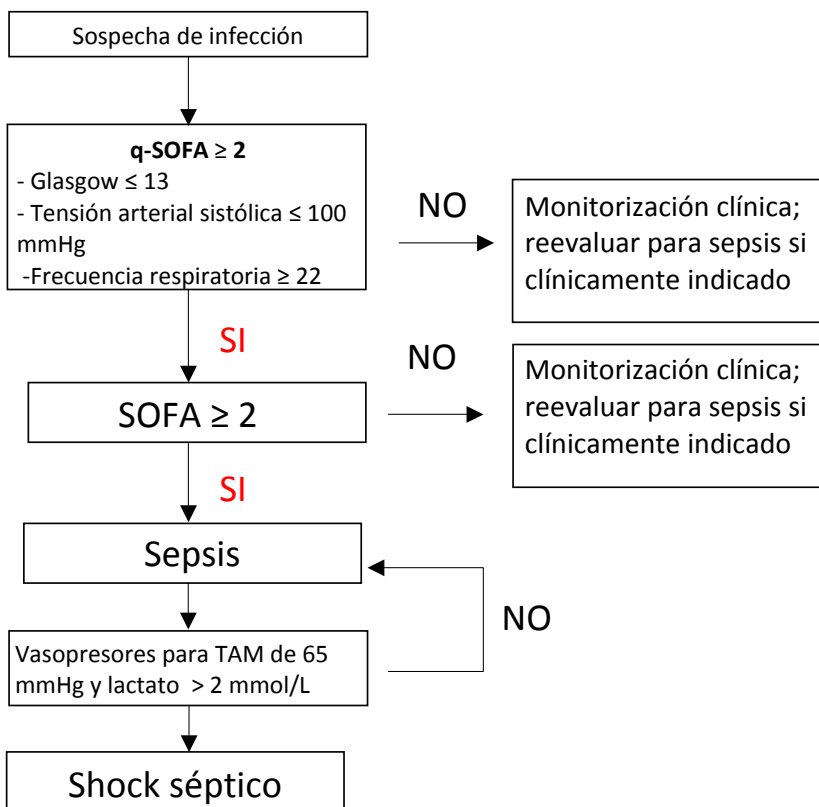 Sospecha de infección
q-SOFA ≥ 2
- Glasgow ≤ 13
- Tensión arterial sistólica ≤ 100
mmHg
-Frecuencia respiratoria ≥ 22
NO
Monitorización clínica;
reevaluar para sepsis si
clínicamente indicado
SI
SOFA ≥ 2
NO
Monitorización clínica;
reevaluar para sepsis si
clínicamente indicado
SI
Sepsis
NO
Vasopresores para TAM de 65
mmHg y lactato > 2 mmol/L
Shock séptico